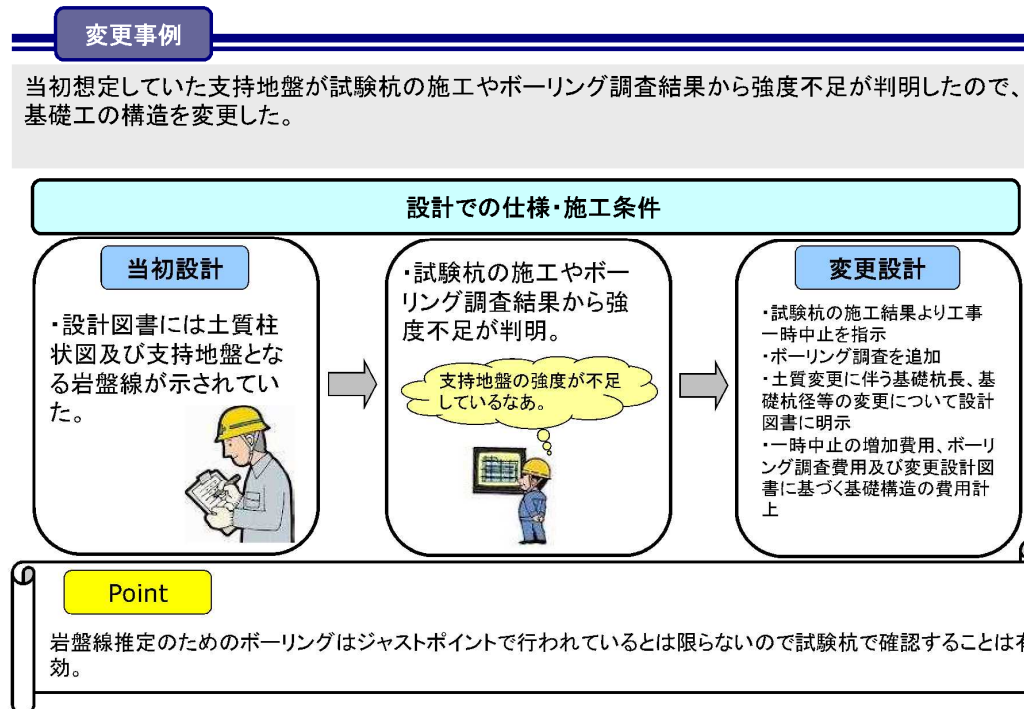 変更事例
当初想定していた支持地盤が試験杭の施工やボーリング調査結果から強度不足が判明したので、
基礎工の構造を変更した。
設計での仕様・施工条件
当初設計
・設計図書には土質柱
状図及び支持地盤とな
る岩盤線が示されてい
た。
・試験杭の施工やボー
リング調査結果から強
度不足が判明。
支持地盤の強度が不足
しているなあ。
変更設計
・試験杭の施工結果より工事
一時中止を指示
・ボーリング調査を追加
・土質変更に伴う基礎杭長、基
礎杭径等の変更について設計
図書に明示
・一時中止の増加費用、ボーリ
ング調査費用及び変更設計図
書に基づく基礎構造の費用計
上
Point
岩盤線推定のためのボーリングはジャストポイントで行われているとは限らないので試験杭で確認することは有
効。